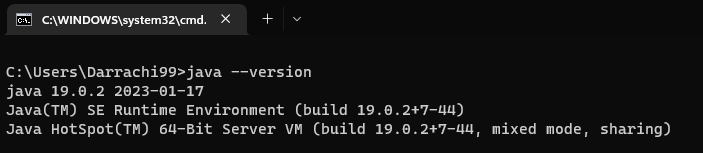 C:\WINDOWS\system32\cmd.
C:\Users\Darrachi99>java --version
java 19.0.2 2023-01-17
Java(TM) SE Runtime Environment (build 19.0.2+7-44)
Java HotSpot(TM) 64-Bit Server VM (build 19.0.2+7-44, mixed mode, sharing)